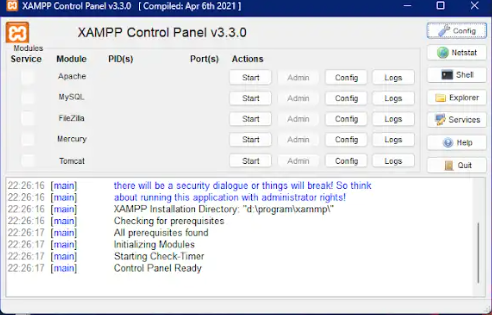 XAMPP Control Panel v3.3.0 [ Compiled: Apr 6th 2021 ]
XAMPP Control Panel v3.3.0
Config
Modules
Service Module PID(s) Port(s) Actions
Netstat
Apache Start Admin Config Logs
Shell
MySQL Start Admin Config Logs
Explorer
FileZilla Start Admin Config Logs
Services
Mercury Start Admin Config Logs
Help
Tomcat Start Admin Config Logs
Quit
22:26:16 [main] there will be a security dialogue or things will break! So think
22:26:16 [main] about running this application with administrator rights!
22:26:16 [main] XAMPP Installation Directory: "d:\program\xammp\"
22:26:16 [main] Checking for prerequisites
22:26:17 [main] All prerequisites found
22:26:17 [main] Initializing Modules
22:26:17 [main] Starting Check-Timer
22:26:17 [main] Control Panel Ready